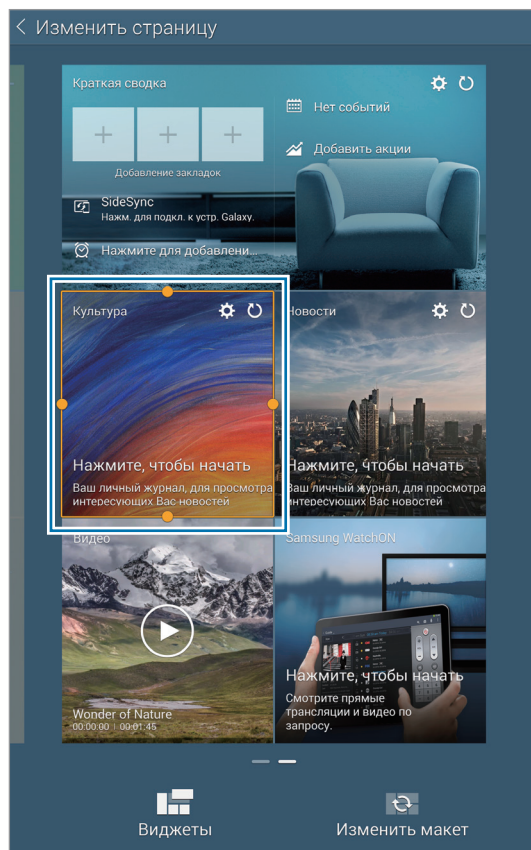 Изменить страницу
Краткая сводка
Добавление закладок
SideSync
Нажм. для подкл. к устр. Galaxy.
Нажмите для добавлени...
Нет событий
Добавить акции
Культура
Нажмите, чтобы начать
Ваш личный журнал, для просмотра
интересующих Вас новостей
Новости
Нажмите, чтобы начать
Ваш личный журнал, для просмотра
интересующих Вас новостей
Видео
Wonder of Nature
00:00:00 | 00:01:45
Samsung WatchON
Нажмите, чтобы начать
Смотрите прямые
трансляции и видео по
запросу.
Виджеты
Изменить макет